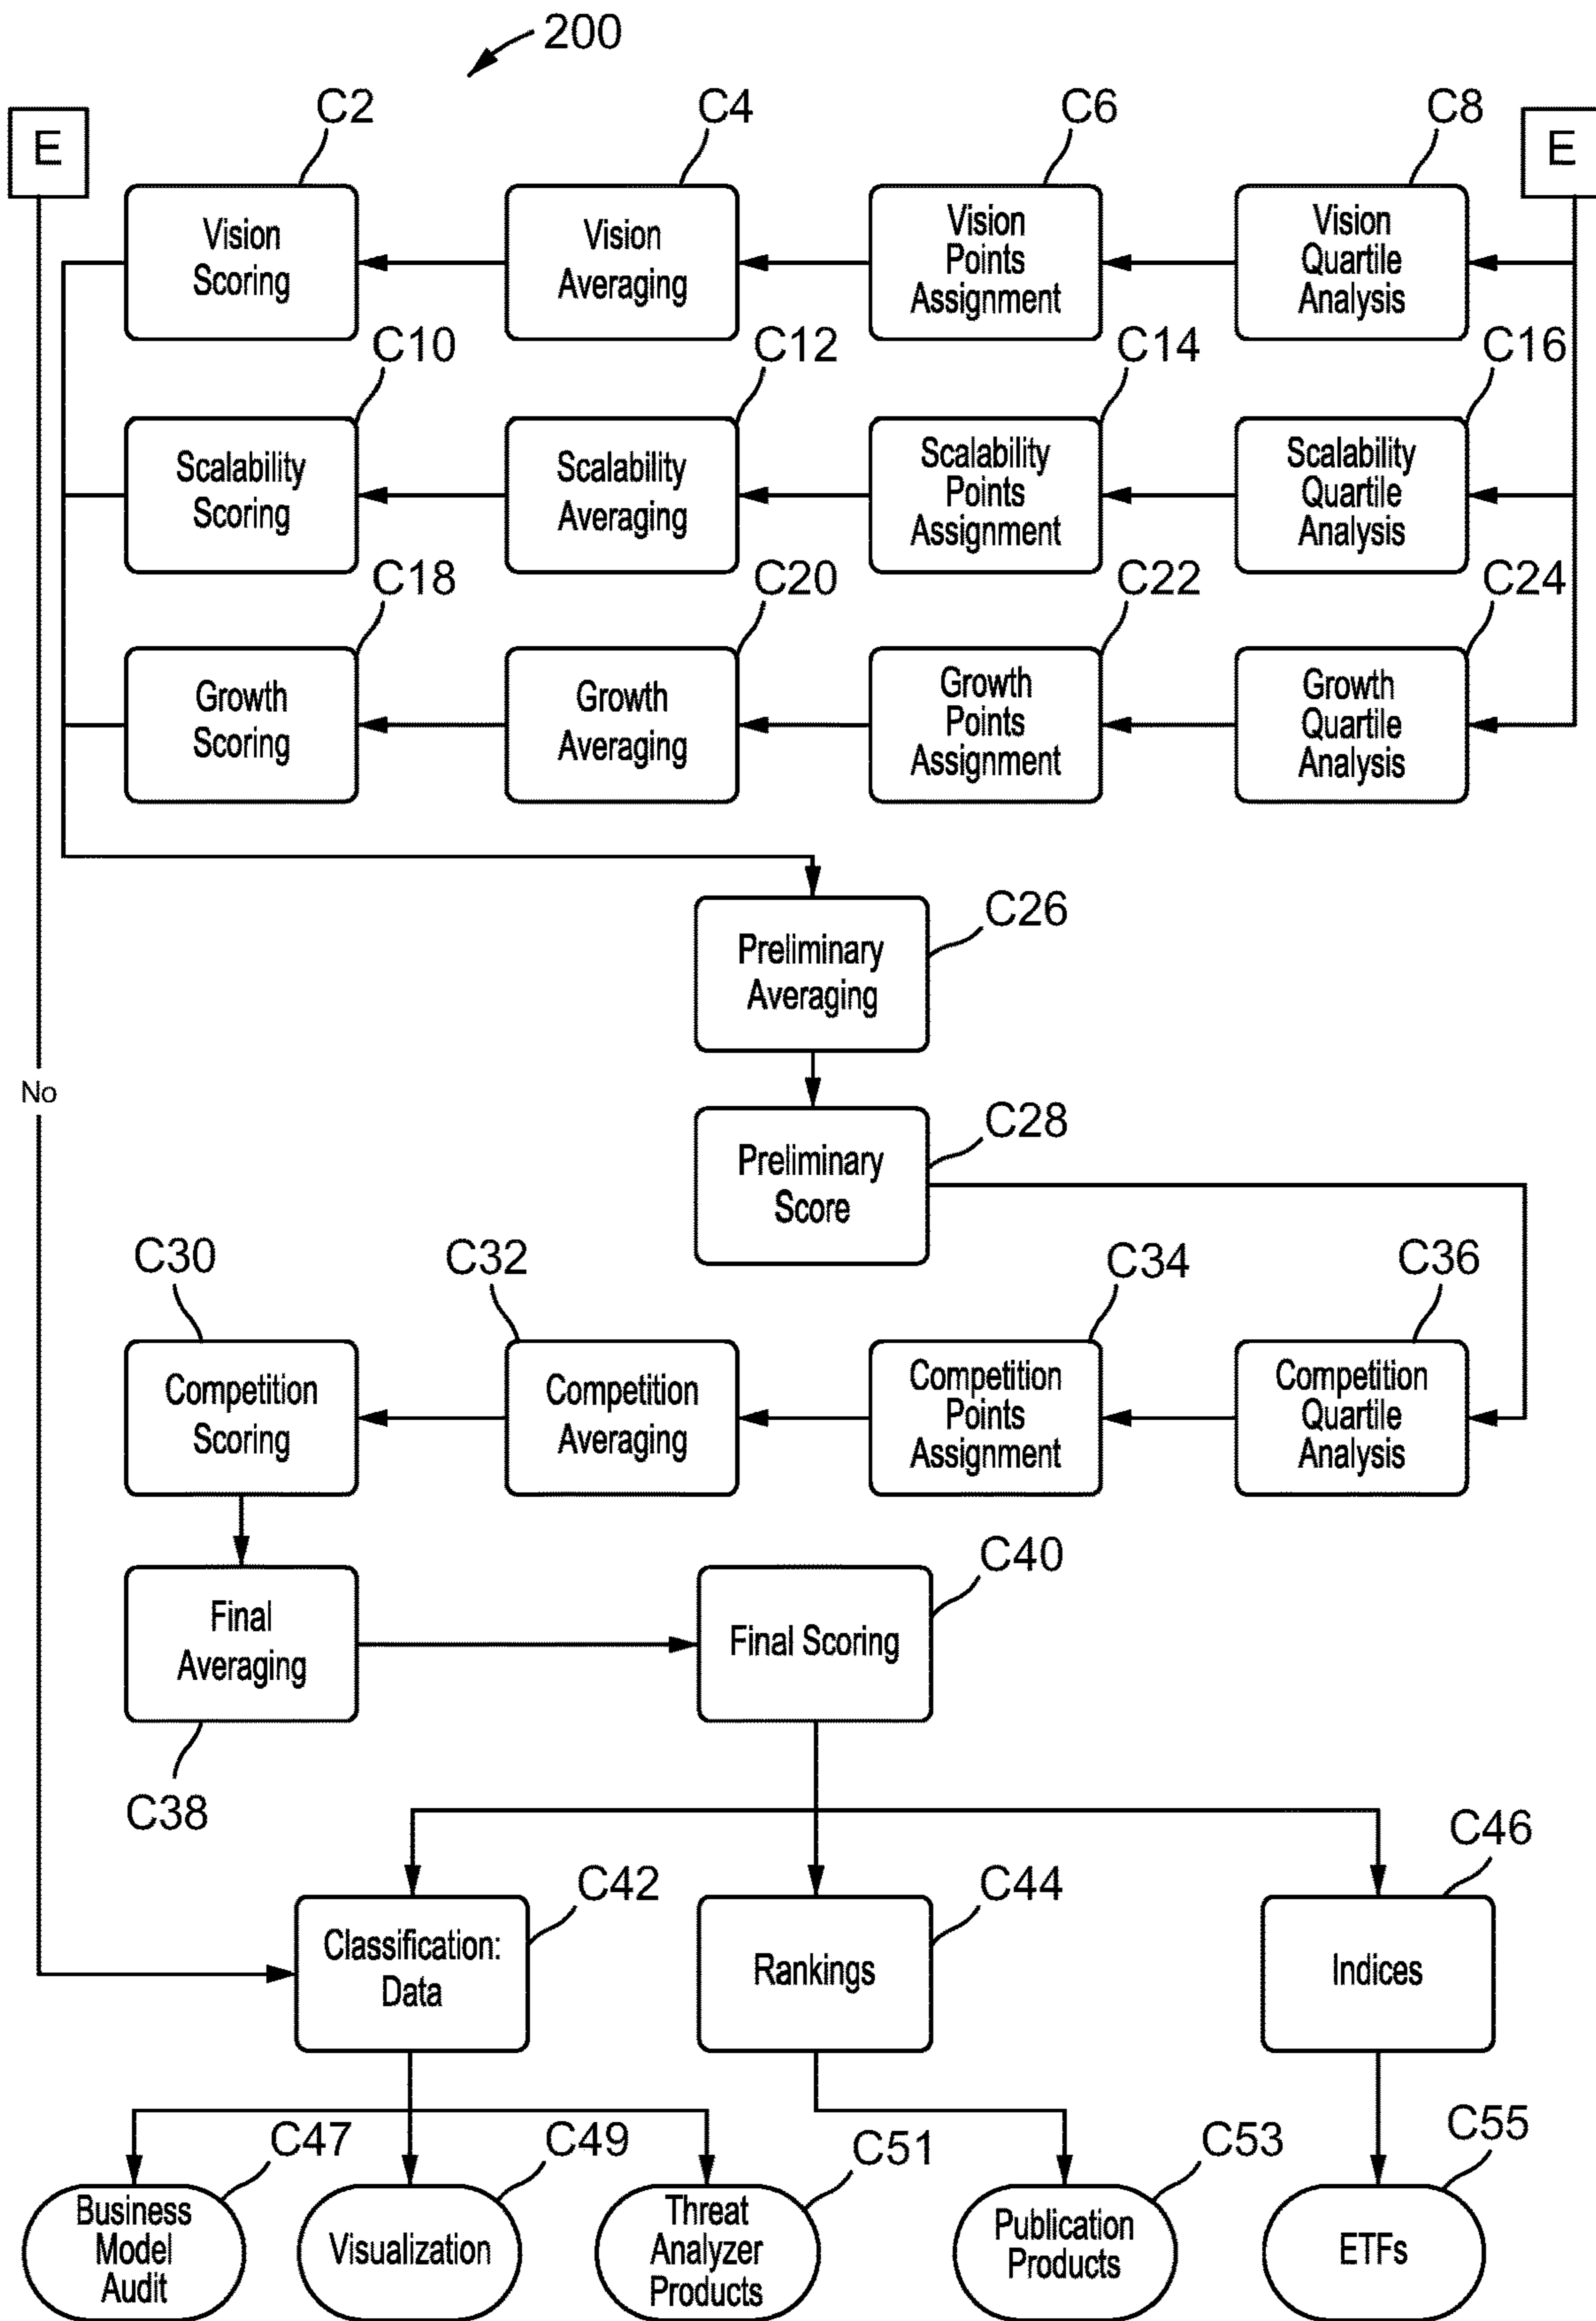 200
C2
C4
C6
C8
E
E
Vision
Scoring
Vision
Averaging
Vision
Points
Assignment
Vision
Quartile
Analysis
C10
C12
C14
C16
Scalability
Scoring
Scalability
Averaging
Scalability
Points
Assignment
Scalability
Quartile
Analysis
C18
C20
C22
C24
Growth
Scoring
Growth
Averaging
Growth
Points
Assignment
Growth
Quartile
Analysis
C26
Preliminary
Averaging
No
C28
Preliminary
Score
C30
C32
C34
C36
Competition
Scoring
Competition
Averaging
Competition
Points
Assignment
Competition
Quartile
Analysis
C40
Final
Averaging
Final Scoring
C38
C42
C44
C46
Classification:
Data
Rankings
Indices
C47
C49
C51
C53
C55
Business
Model
Audit
Visualization
Threat
Analyzer
Products
Publication
Products
ETFs